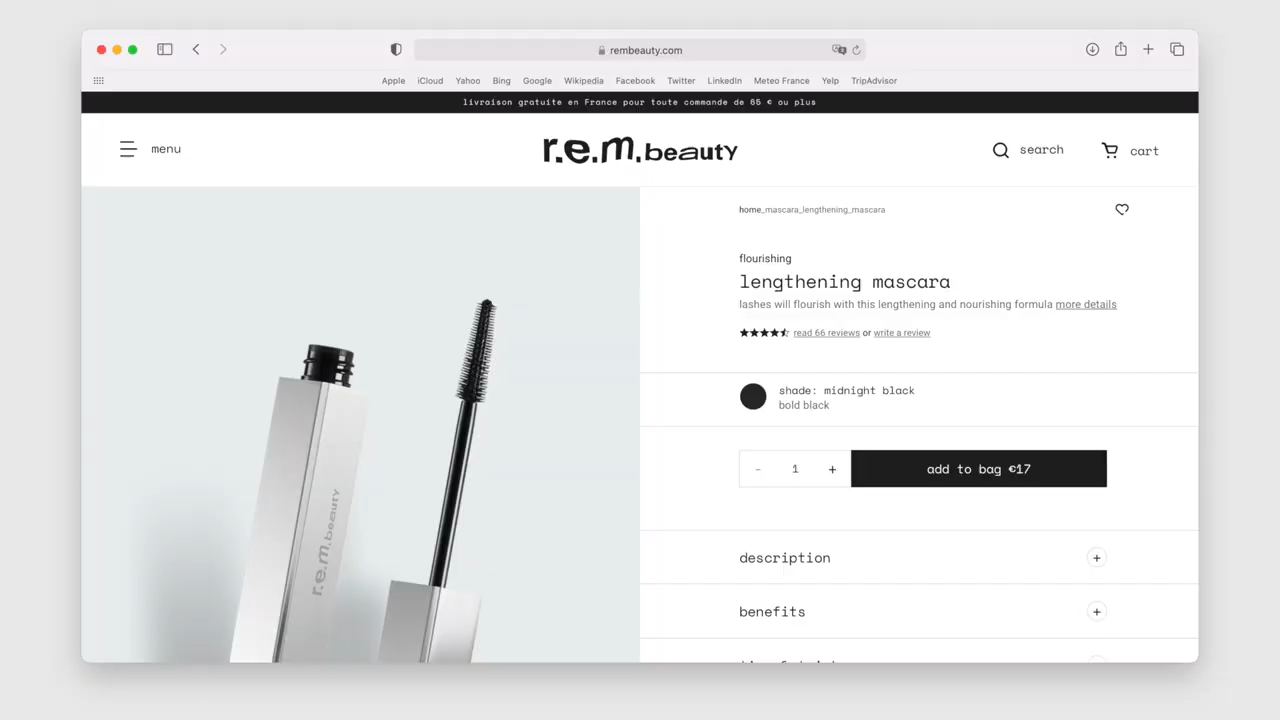 rembeauty.com
Apple iCloud Yahoo Bing Google Wikipedia Facebook Twitter LinkedIn Meteo France Yelp TripAdvisor
livraison gratuite en France pour toute commande de 65 € ou plus
menu
r.e.m.beauty
search
cart
home_mascara_lengthening_mascara
flourishing
lengthening mascara
lashes will flourish with this lengthening and nourishing formula more details
read 66 reviews or write a review
shade: midnight black
bold black
- 1 +
add to bag €17
description +
benefits +
r.e.m.beauty